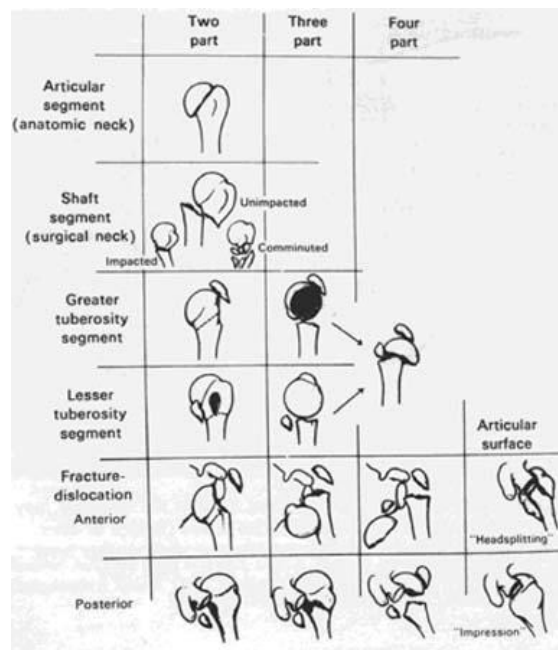 Two
part
Three
part
Four
part
Articular
segment
(anatomic neck)
Shaft
segment
(surgical neck)
Unimpacted
Impacted
Comminuted
Greater
tuberosity
segment
Lesser
tuberosity
segment
Articular
surface
Fracture-
dislocation
Anterior
"Headsplitting"
Posterior
"Impression"